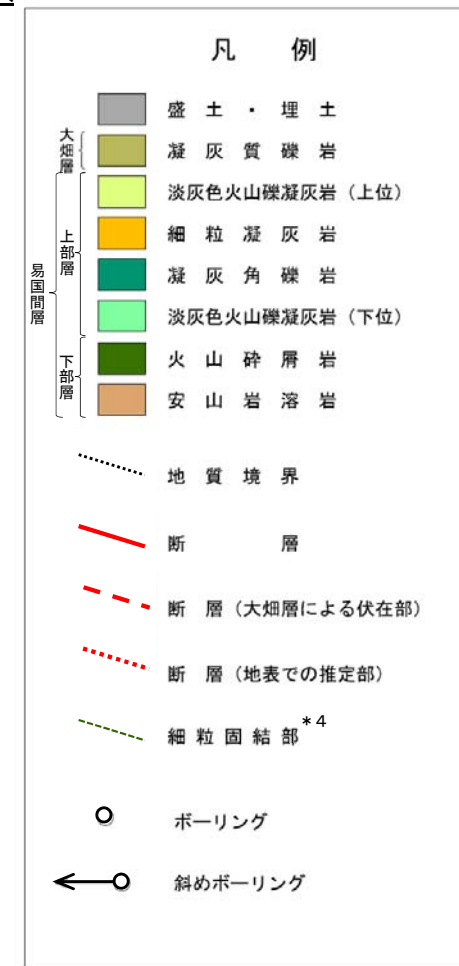 凡 例
盛土・埋土
大畑層
凝灰質礫岩
易国間層
上部層
淡灰色火山礫凝灰岩（上位）
細粒凝灰岩
凝灰角礫岩
淡灰色火山礫凝灰岩（下位）
下部層
火山砕屑岩
安山岩溶岩
地質境界
断層
断層（大畑層による伏在部）
断層（地表での推定部）
細粒固結部＊4
ボーリング
斜めボーリング